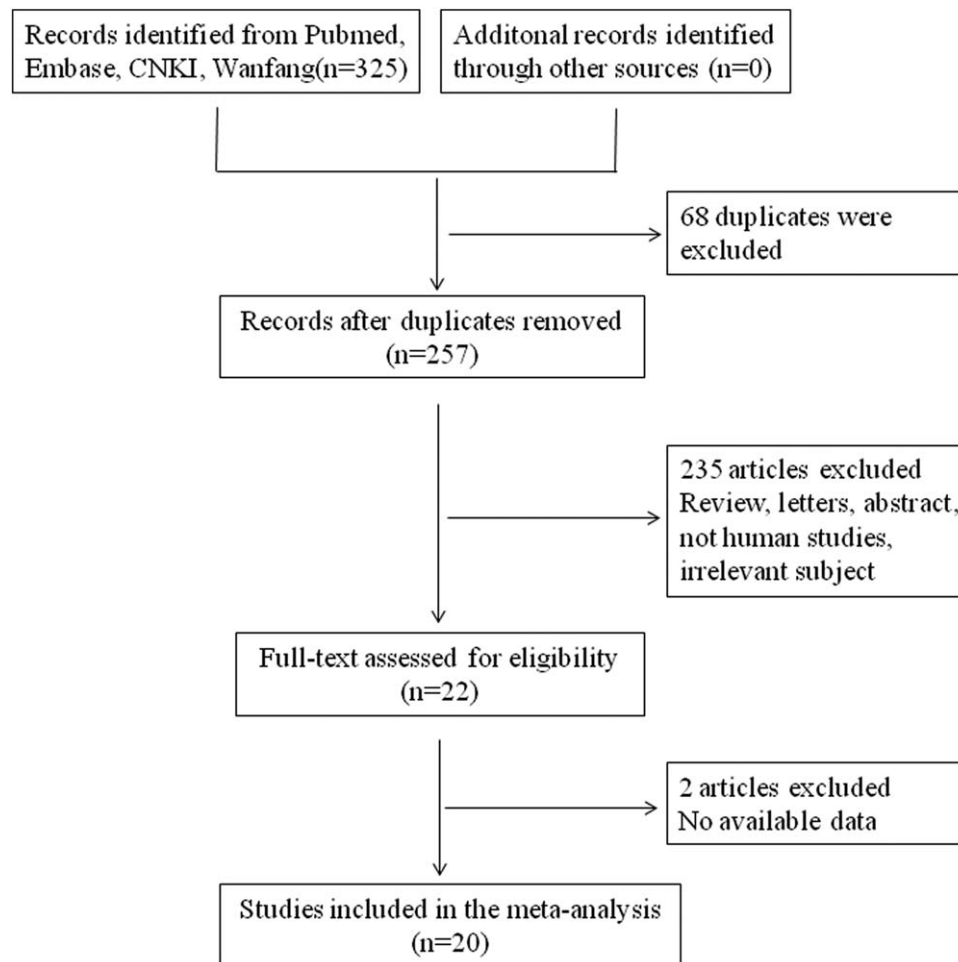 Records identified from Pubmed,
Embase, CNKI, Wanfang(n=325)
Additonal records identified
through other sources (n=0)
68 duplicates were
excluded
Records after duplicates removed
(n=257)
235 articles excluded
Review, letters, abstract,
not human studies,
irrelevant subject
Full-text assessed for eligibility
(n=22)
2 articles excluded
No available data
Studies included in the meta-analysis
(n=20)